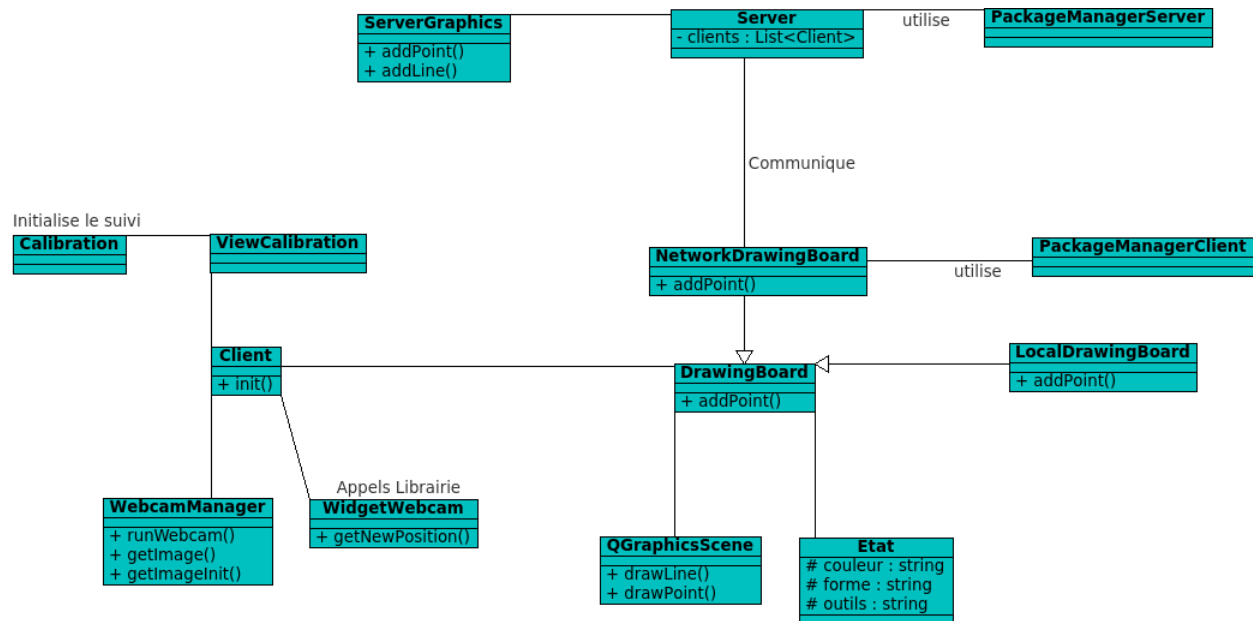 ServerGraphics
+ addPoint()
+ addLine()
Server
- clients : List<Client>
utilise
PackageManagerServer
Communique
Initialise le suivi
Calibration
ViewCalibration
NetworkDrawingBoard
+ addPoint()
utilise
PackageManagerClient
Client
+ init()
DrawingBoard
+ addPoint()
LocalDrawingBoard
+ addPoint()
WebcamManager
+ runWebcam()
+ getImage()
+ getImageInit()
Appels Librairie
WidgetWebcam
+ getNewPosition()
QGraphicsScene
+ drawLine()
+ drawPoint()
Etat
# couleur : string
# forme : string
# outils : string